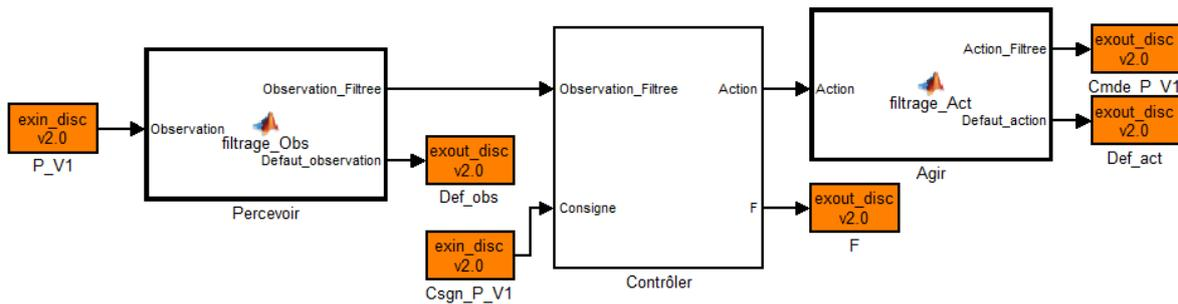 exin_disc
v2.0
P_V1
Observation
filtrage_Obs
Observation_Filtree
Defaut_observation
Percevoir
exout_disc
v2.0
Def_obs
exin_disc
v2.0
Csgn_P_V1
Observation_Filtree
Consigne
Action
F
Contrôler
exout_disc
v2.0
F
Action
filtrage_Act
Action_Filtree
Defaut_action
Agir
exout_disc
v2.0
Cmde_P_V1
exout_disc
v2.0
Def_act